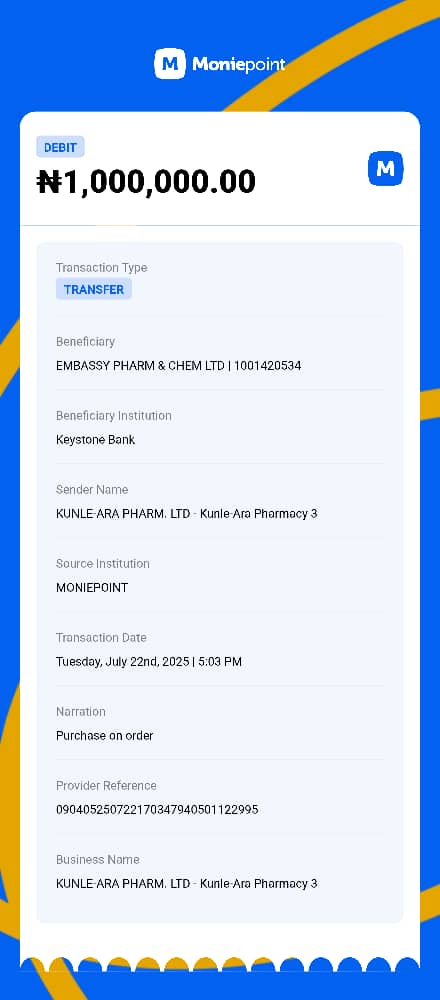 M Moniepoint
DEBIT
₦1,000,000.00
M
Transaction Type
TRANSFER
Beneficiary
EMBASSY PHARM & CHEM LTD | 1001420534
Beneficiary Institution
Keystone Bank
Sender Name
KUNLE-ARA PHARM. LTD - Kunle-Ara Pharmacy 3
Source Institution
MONIEPOINT
Transaction Date
Tuesday, July 22nd, 2025 | 5:03 PM
Narration
Purchase on order
Provider Reference
090405250722170347940501122995
Business Name
KUNLE-ARA PHARM. LTD - Kunle-Ara Pharmacy 3